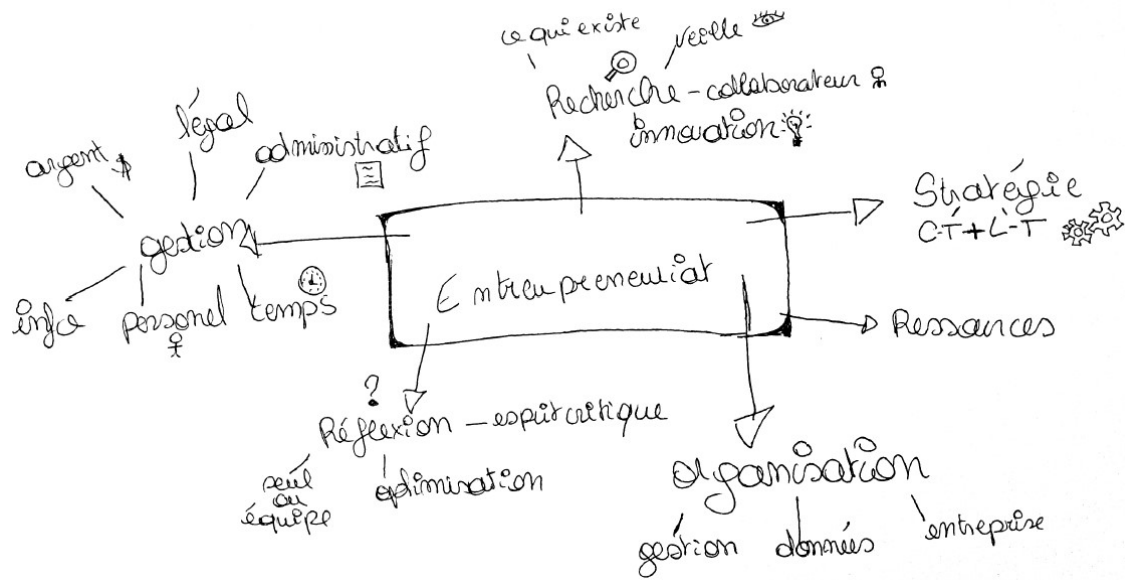 ce qui existe
veille
Recherche - collaborateur
innovation
légal
argent $
administratif
gestion
info
personel
temps
Stratégie
C-T + L-T
Entreupreneuriat
Ressources
?
Réflexion - esprit critique
seul
ou
équipe
optimisation
organisation
gestion
données
entreprise